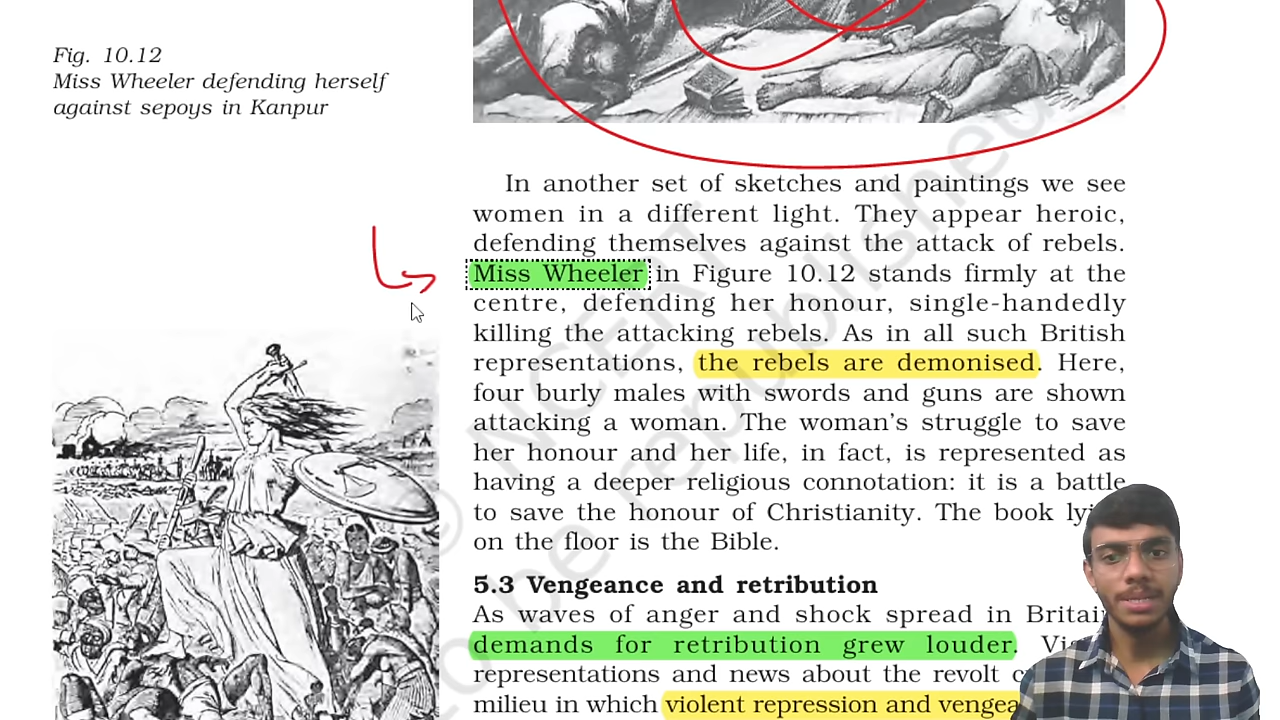 Fig. 10.12
Miss Wheeler defending herself
against sepoys in Kanpur
In another set of sketches and paintings we see
women in a different light. They appear heroic,
defending themselves against the attack of rebels.
Miss Wheeler in Figure 10.12 stands firmly at the
centre, defending her honour, single-handedly
killing the attacking rebels. As in all such British
representations, the rebels are demonised. Here,
four burly males with swords and guns are shown
attacking a woman. The woman’s struggle to save
her honour and her life, in fact, is represented as
having a deeper religious connotation: it is a battle
to save the honour of Christianity. The book
on the floor is the Bible.
5.3 Vengeance and retribution
As waves of anger and shock spread in
demands for retribution grew louder.
representations and news about the revolt
milieu in which violent repression and
© NCERT
to be republished